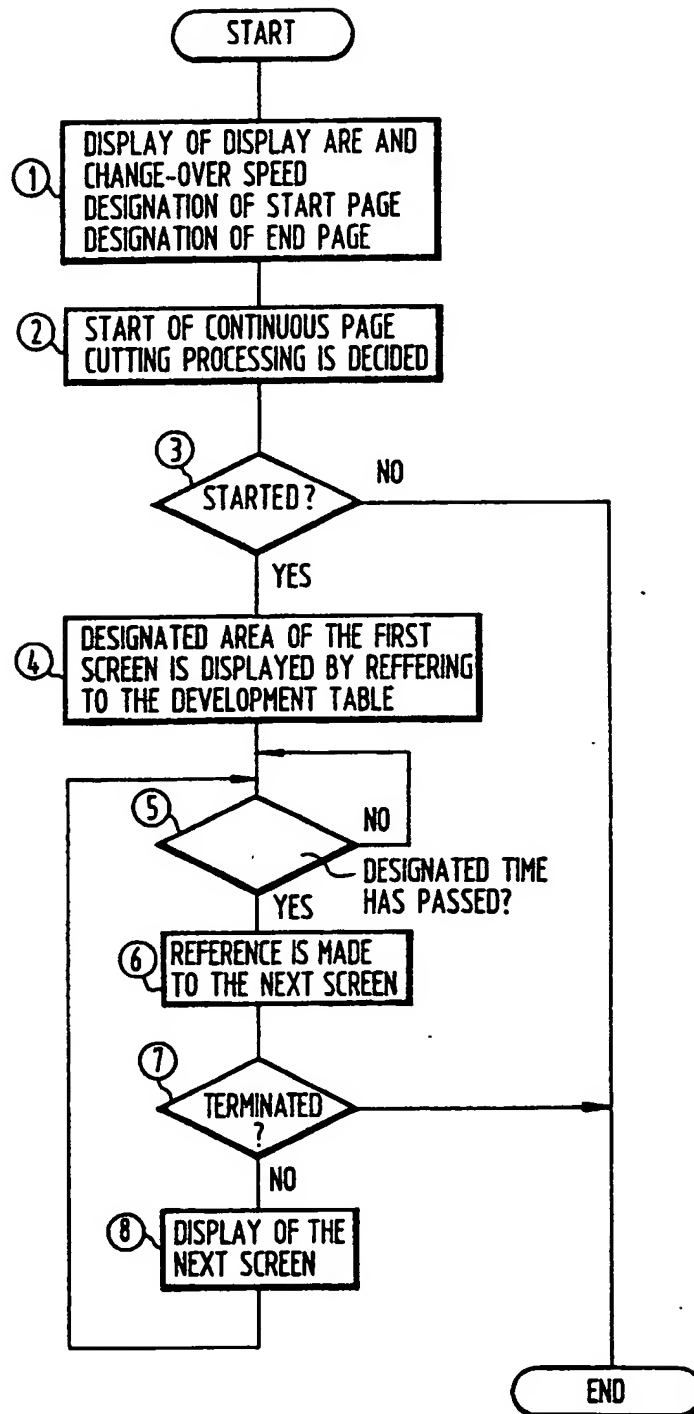 START
1
DISPLAY OF DISPLAY ARE AND
CHANGE-OVER SPEED
DESIGNATION OF START PAGE
DESIGNATION OF END PAGE
2
START OF CONTINUOUS PAGE
CUTTING PROCESSING IS DECIDED
3
STARTED?
NO
YES
4
DESIGNATED AREA OF THE FIRST
SCREEN IS DISPLAYED BY REFFERING
TO THE DEVELOPMENT TABLE
5
NO
DESIGNATED TIME
HAS PASSED?
YES
6
REFERENCE IS MADE
TO THE NEXT SCREEN
7
TERMINATED
?
NO
8
DISPLAY OF THE
NEXT SCREEN
END